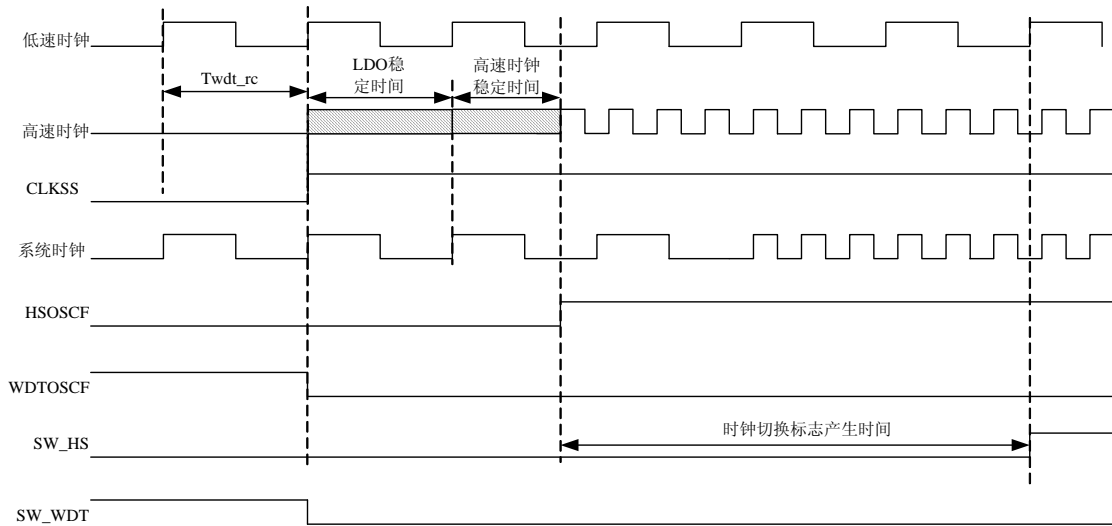 低速时钟
Twdt_rc
LDO稳
定时间
高速时钟
稳定时间
高速时钟
CLKSS
系统时钟
HSOSCF
WDTOSCF
SW_HS
时钟切换标志产生时间
SW_WDT